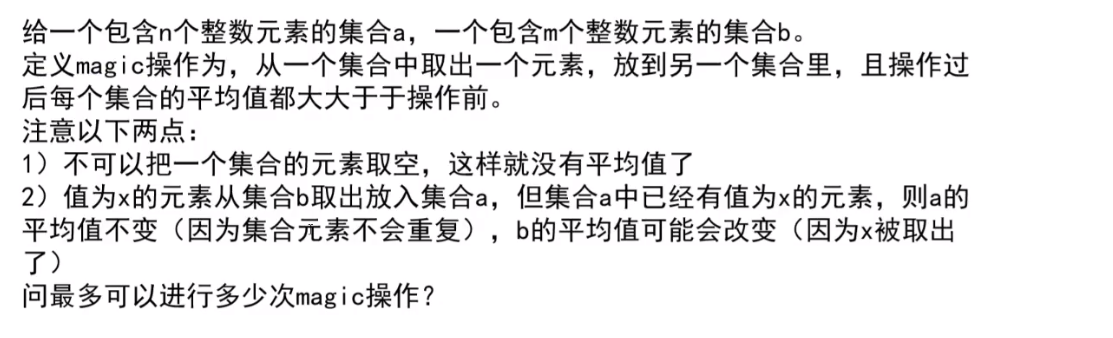 给一个包含n个整数元素的集合a，一个包含m个整数元素的集合b。
定义magic操作为，从一个集合中取出一个元素，放到另一个集合里，且操作过
后每个集合的平均值都大大于于操作前。
注意以下两点：
1）不可以把一个集合的元素取空，这样就没有平均值了
2）值为x的元素从集合b取出放入集合a，但集合a中已经有值为x的元素，则a的
平均值不变（因为集合元素不会重复），b的平均值可能会改变（因为x被取出
了）
问最多可以进行多少次magic操作？